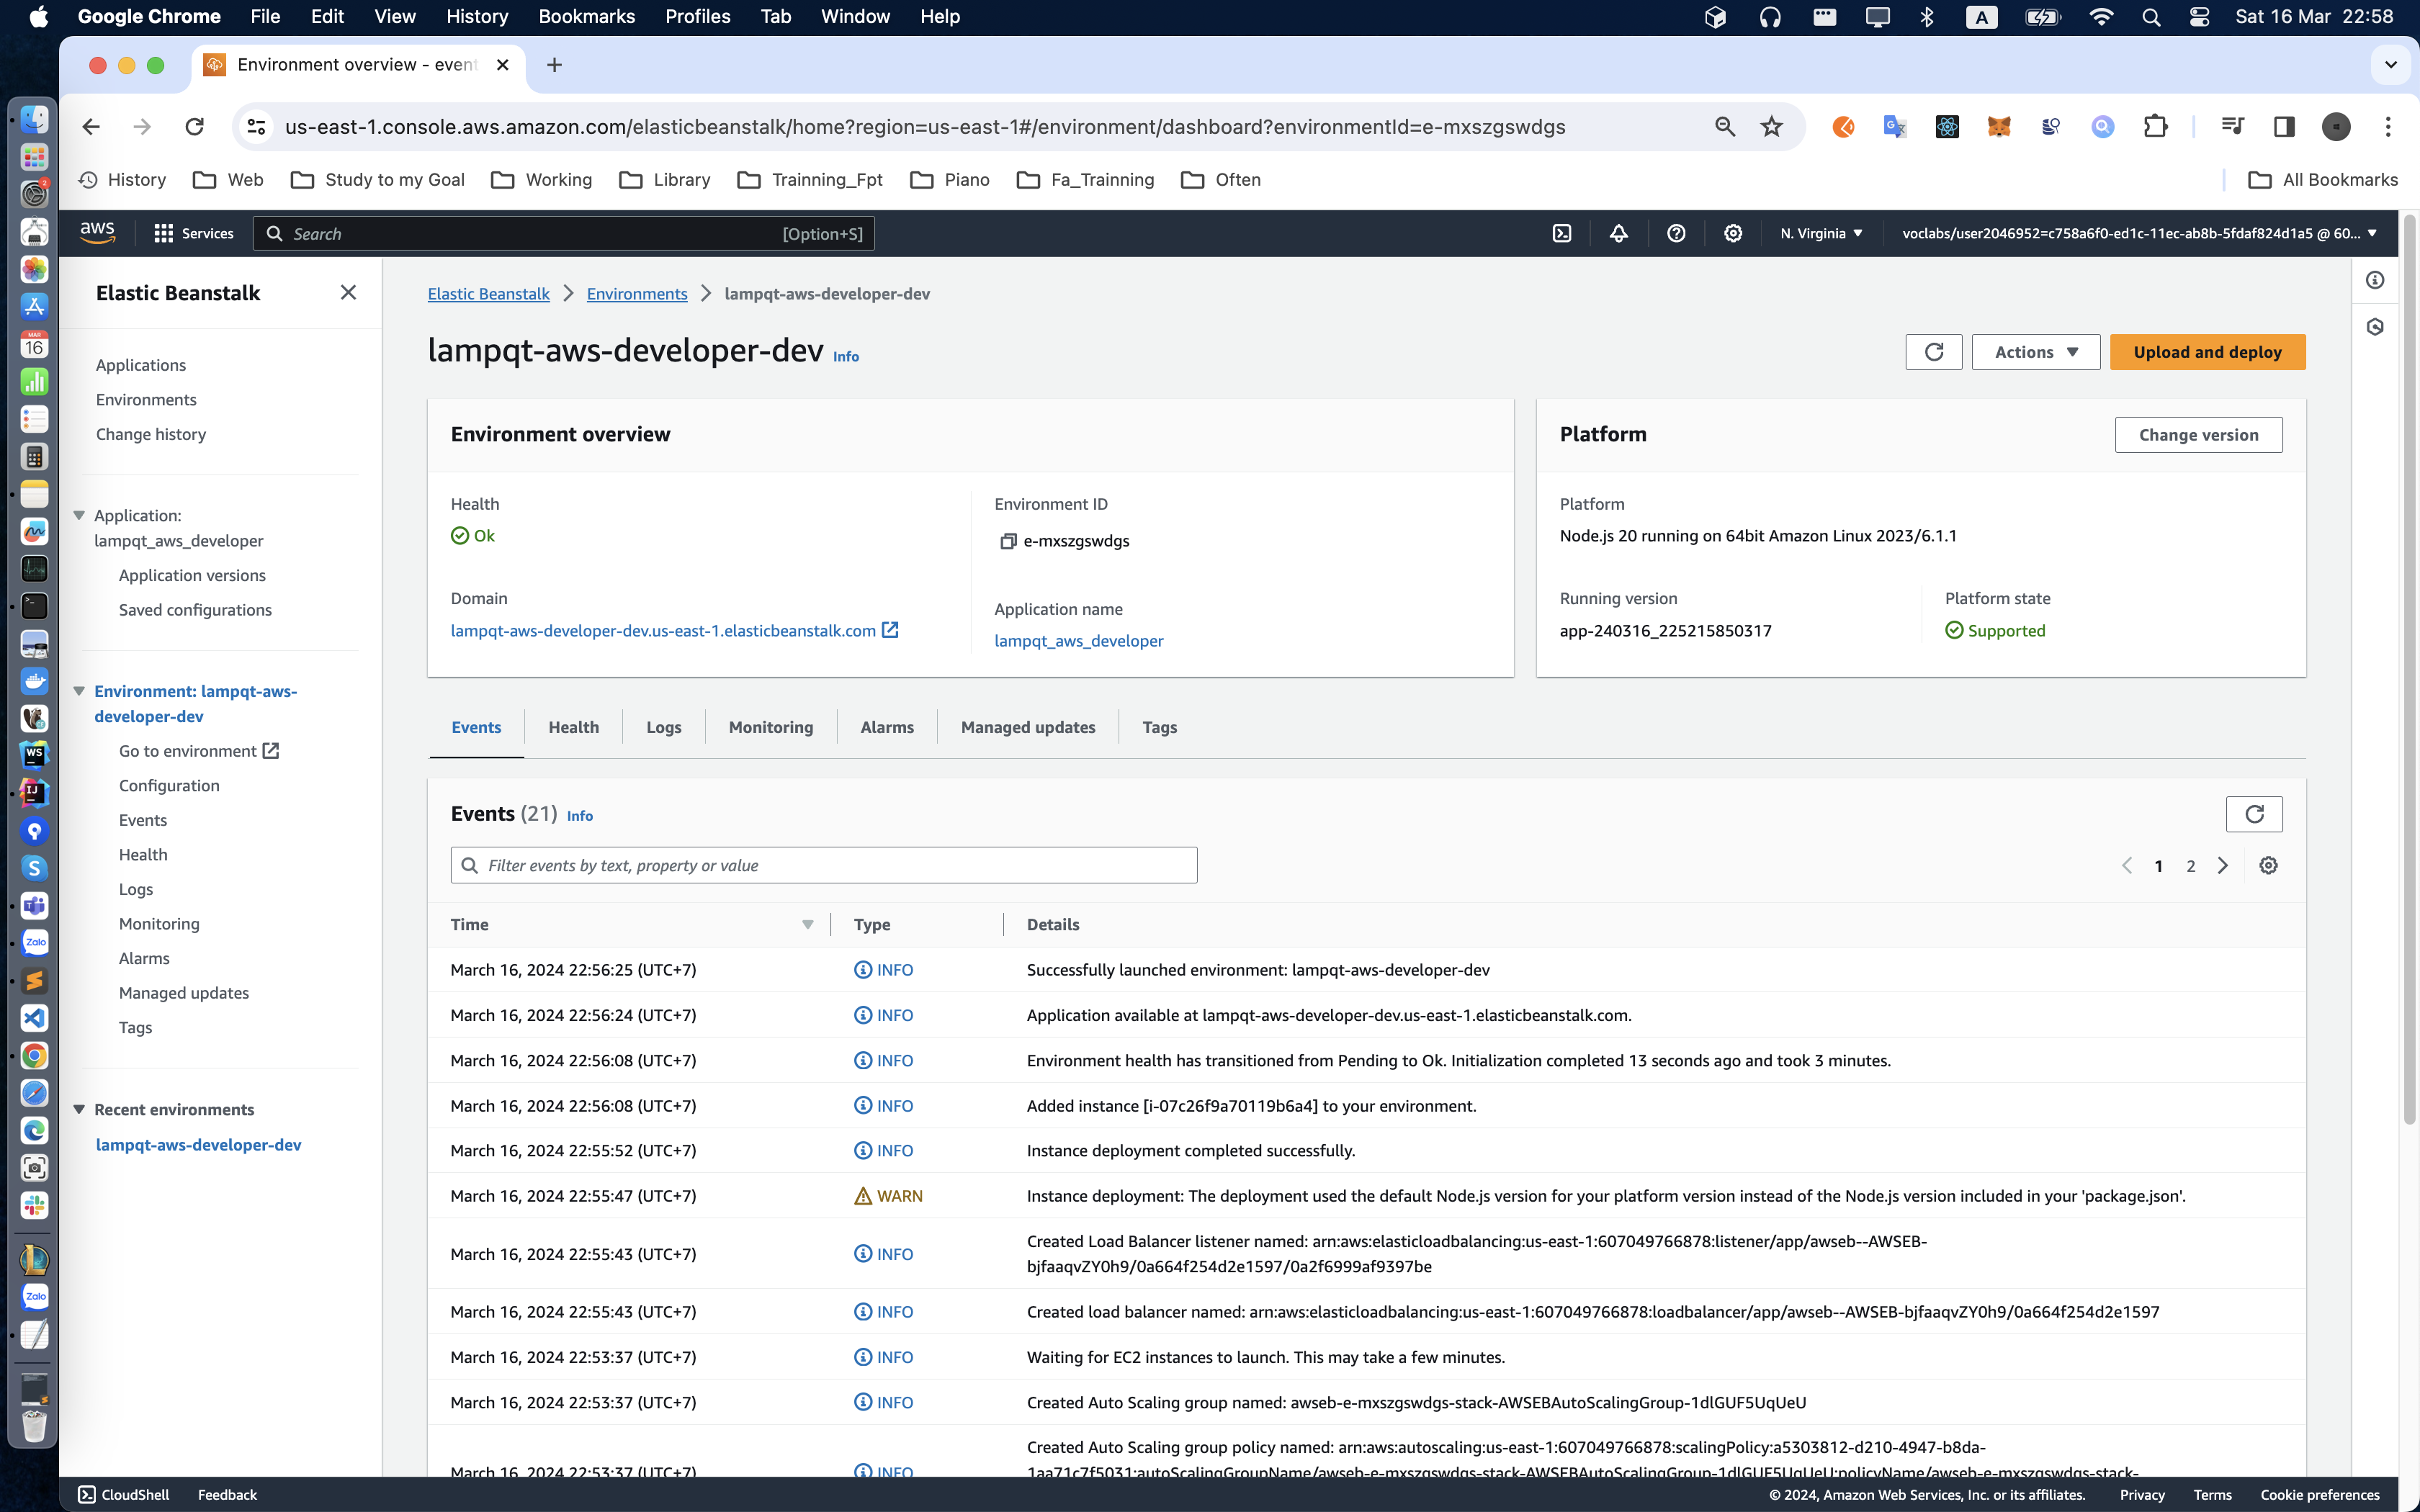 Google Chrome File Edit View History Bookmarks Profiles Tab Window Help A Sat 16 Mar 22:58
Environment overview - event
us-east-1.console.aws.amazon.com/elasticbeanstalk/home?region=us-east-1#/environment/dashboard?environmentId=e-mxszgswdgs
History Web Study to my Goal Working Library Trainning_Fpt Piano Fa_Trainning Often All Bookmarks
aws Services Search [Option+S] N. Virginia voclabs/user2046952=c758a6f0-ed1c-11ec-ab8b-5fdaf824d1a5 @ 60...
Elastic Beanstalk
Applications
Environments
Change history
Application:
lampqt_aws_developer
Application versions
Saved configurations
Environment: lampqt-aws-
developer-dev
Go to environment
Configuration
Events
Health
Logs
Monitoring
Alarms
Managed updates
Tags
Recent environments
lampqt-aws-developer-dev
Elastic Beanstalk Environments lampqt-aws-developer-dev
lampqt-aws-developer-dev Info
Actions Upload and deploy
Environment overview
Health
Ok
Environment ID
e-mxszgswdgs
Domain
lampqt-aws-developer-dev.us-east-1.elasticbeanstalk.com
Application name
lampqt_aws_developer
Platform
Change version
Platform
Node.js 20 running on 64bit Amazon Linux 2023/6.1.1
Running version
app-240316_225215850317
Platform state
Supported
Events Health Logs Monitoring Alarms Managed updates Tags
Events (21) Info
Filter events by text, property or value
1 2
Time Type Details
March 16, 2024 22:56:25 (UTC+7) INFO Successfully launched environment: lampqt-aws-developer-dev
March 16, 2024 22:56:24 (UTC+7) INFO Application available at lampqt-aws-developer-dev.us-east-1.elasticbeanstalk.com.
March 16, 2024 22:56:08 (UTC+7) INFO Environment health has transitioned from Pending to Ok. Initialization completed 13 seconds ago and took 3 minutes.
March 16, 2024 22:56:08 (UTC+7) INFO Added instance [i-07c26f9a70119b6a4] to your environment.
March 16, 2024 22:55:52 (UTC+7) INFO Instance deployment completed successfully.
March 16, 2024 22:55:47 (UTC+7) WARN Instance deployment: The deployment used the default Node.js version for your platform version instead of the Node.js version included in your 'package.json'.
March 16, 2024 22:55:43 (UTC+7) INFO Created Load Balancer listener named: arn:aws:elasticloadbalancing:us-east-1:607049766878:listener/app/awseb--AWSEB-
bjfaaqvZY0h9/0a664f254d2e1597/0a2f6999af9397be
March 16, 2024 22:55:43 (UTC+7) INFO Created load balancer named: arn:aws:elasticloadbalancing:us-east-1:607049766878:loadbalancer/app/awseb--AWSEB-bjfaaqvZY0h9/0a664f254d2e1597
March 16, 2024 22:53:37 (UTC+7) INFO Waiting for EC2 instances to launch. This may take a few minutes.
March 16, 2024 22:53:37 (UTC+7) INFO Created Auto Scaling group named: awseb-e-mxszgswdgs-stack-AWSEBAutoScalingGroup-1dlGUF5UqUeU
Created Auto Scaling group policy named: arn:aws:autoscaling:us-east-1:607049766878:scalingPolicy:a5303812-d210-4947-b8da-
March 16, 2024 22:53:37 (UTC+7) INFO 1aa71c7f5031:autoScalingGroupName/awseb-e-mxszgswdgs-stack-AWSEBAutoScalingGroup-1dlGUF5UqUeU:policyName/awseb-e-mxszgswdgs-stack-
CloudShell Feedback © 2024, Amazon Web Services, Inc. or its affiliates. Privacy Terms Cookie preferences
MAR
16
2
WS
IJ
Zalo
Zalo